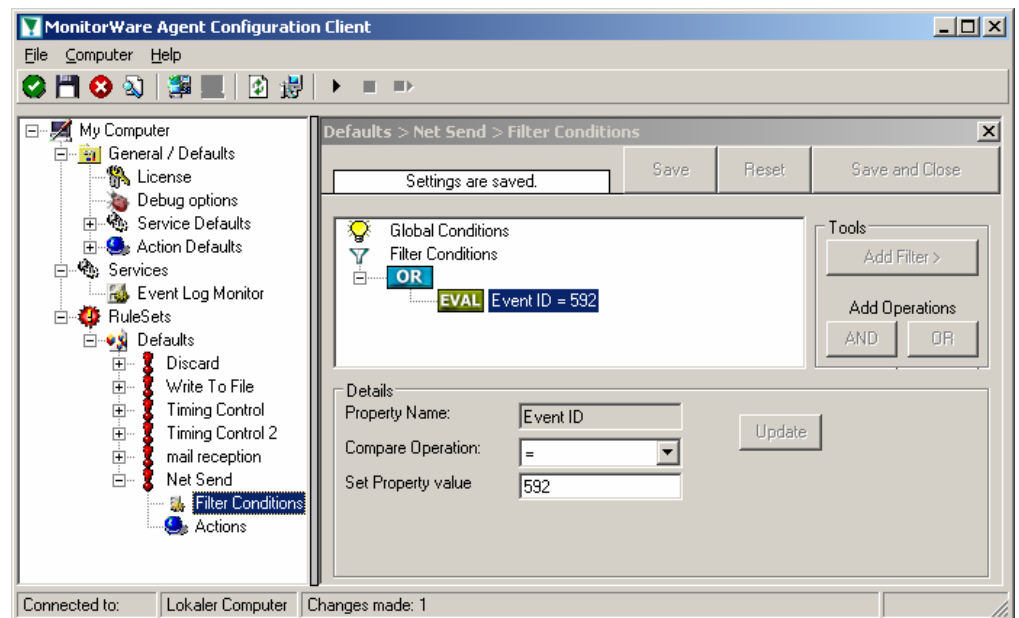 MonitorWare Agent Configuration Client
File Computer Help
My Computer
General / Defaults
License
Debug options
Service Defaults
Action Defaults
Services
Event Log Monitor
RuleSets
Defaults
Discard
Write To File
Timing Control
Timing Control 2
mail reception
Net Send
Filter Conditions
Actions
Defaults > Net Send > Filter Conditions
Settings are saved.
Save
Reset
Save and Close
Global Conditions
Filter Conditions
OR
EVAL Event ID = 592
Tools
Add Filter >
Add Operations
AND OR
Details
Property Name: Event ID
Compare Operation: =
Set Property value 592
Update
Connected to: Lokaler Computer Changes made: 1